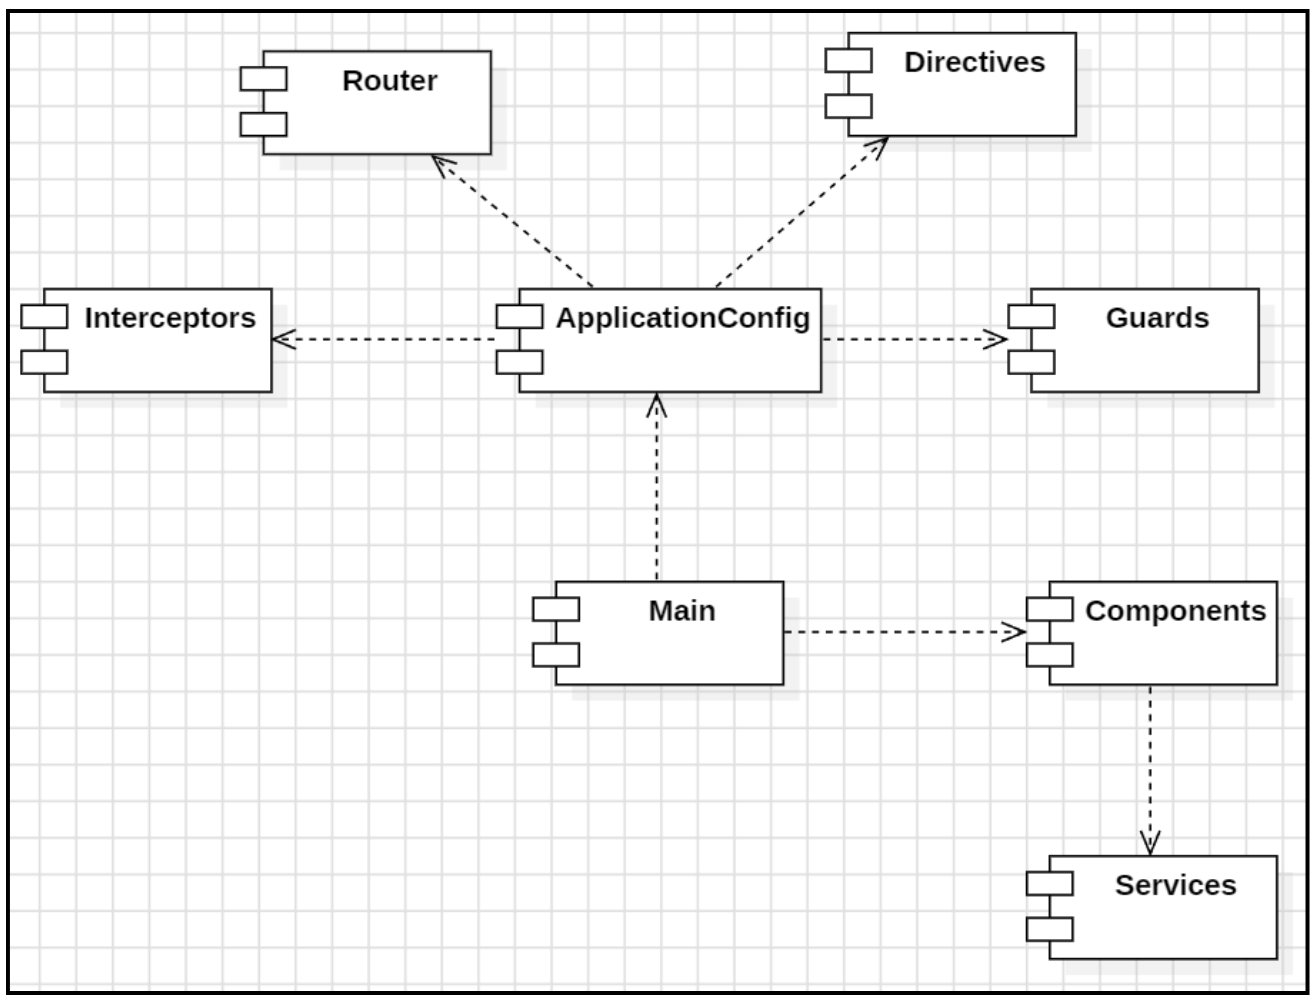 Router
Directives
Interceptors
ApplicationConfig
Guards
Main
Components
Services